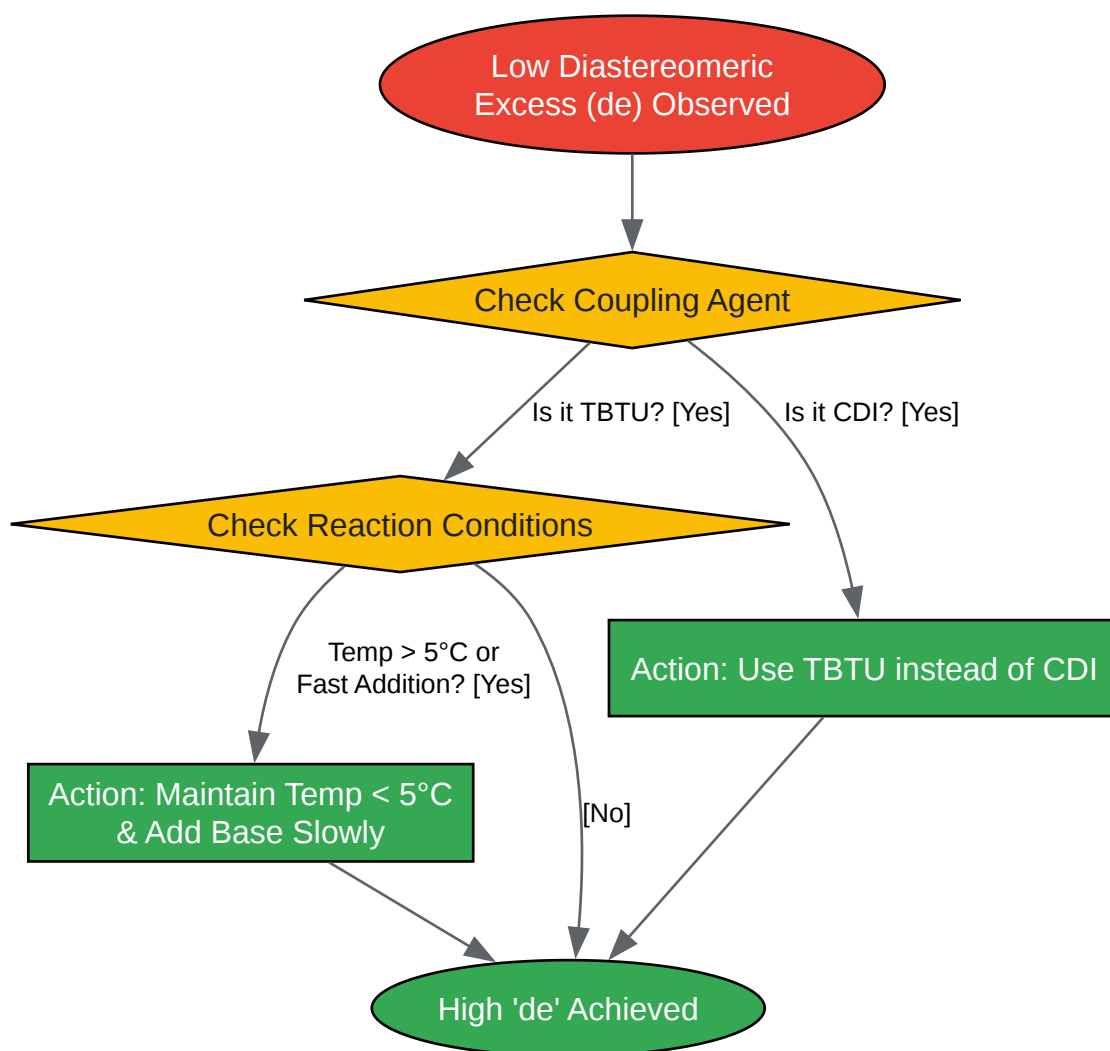 Low Diastereomeric
Excess (de) Observed
Check Coupling Agent
Is it TBTU? [Yes]
Is it CDI? [Yes]
Check Reaction Conditions
Temp > 5°C or
Fast Addition? [Yes]
Action: Use TBTU instead of CDI
Action: Maintain Temp < 5°C
& Add Base Slowly
[No]
High 'de' Achieved